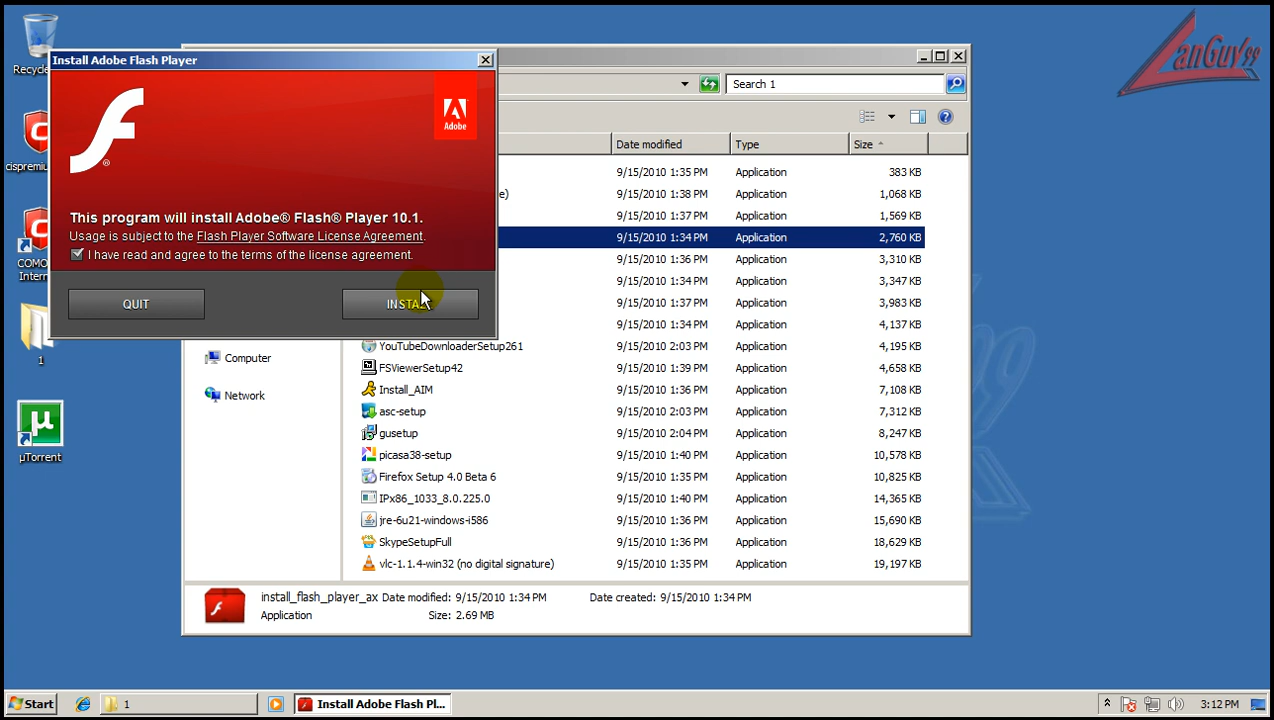 Recycle
cispremium
COMO
Intern
1
µTorrent
Install Adobe Flash Player
Adobe
This program will install Adobe® Flash® Player 10.1.
Usage is subject to the Flash Player Software License Agreement.
I have read and agree to the terms of the license agreement.
QUIT
INSTALL
LanGuy99
Search 1
Date modified Type Size
9/15/2010 1:35 PM Application 383 KB
e) 9/15/2010 1:38 PM Application 1,068 KB
9/15/2010 1:37 PM Application 1,569 KB
9/15/2010 1:34 PM Application 2,760 KB
9/15/2010 1:36 PM Application 3,310 KB
9/15/2010 1:34 PM Application 3,347 KB
9/15/2010 1:37 PM Application 3,983 KB
9/15/2010 1:34 PM Application 4,137 KB
YouTubeDownloaderSetup261 9/15/2010 2:03 PM Application 4,195 KB
FSViewerSetup42 9/15/2010 1:39 PM Application 4,658 KB
Install_AIM 9/15/2010 1:36 PM Application 7,108 KB
asc-setup 9/15/2010 2:03 PM Application 7,312 KB
gusetup 9/15/2010 2:04 PM Application 8,247 KB
picasa38-setup 9/15/2010 1:40 PM Application 10,578 KB
Firefox Setup 4.0 Beta 6 9/15/2010 1:35 PM Application 10,825 KB
IPx86_1033_8.0.225.0 9/15/2010 1:40 PM Application 14,365 KB
jre-6u21-windows-i586 9/15/2010 1:36 PM Application 15,690 KB
SkypeSetupFull 9/15/2010 1:36 PM Application 18,629 KB
vlc-1.1.4-win32 (no digital signature) 9/15/2010 1:35 PM Application 19,197 KB
Computer
Network
install_flash_player_ax Date modified: 9/15/2010 1:34 PM Date created: 9/15/2010 1:34 PM
Application Size: 2.69 MB
Start 1 Install Adobe Flash Pl... 3:12 PM